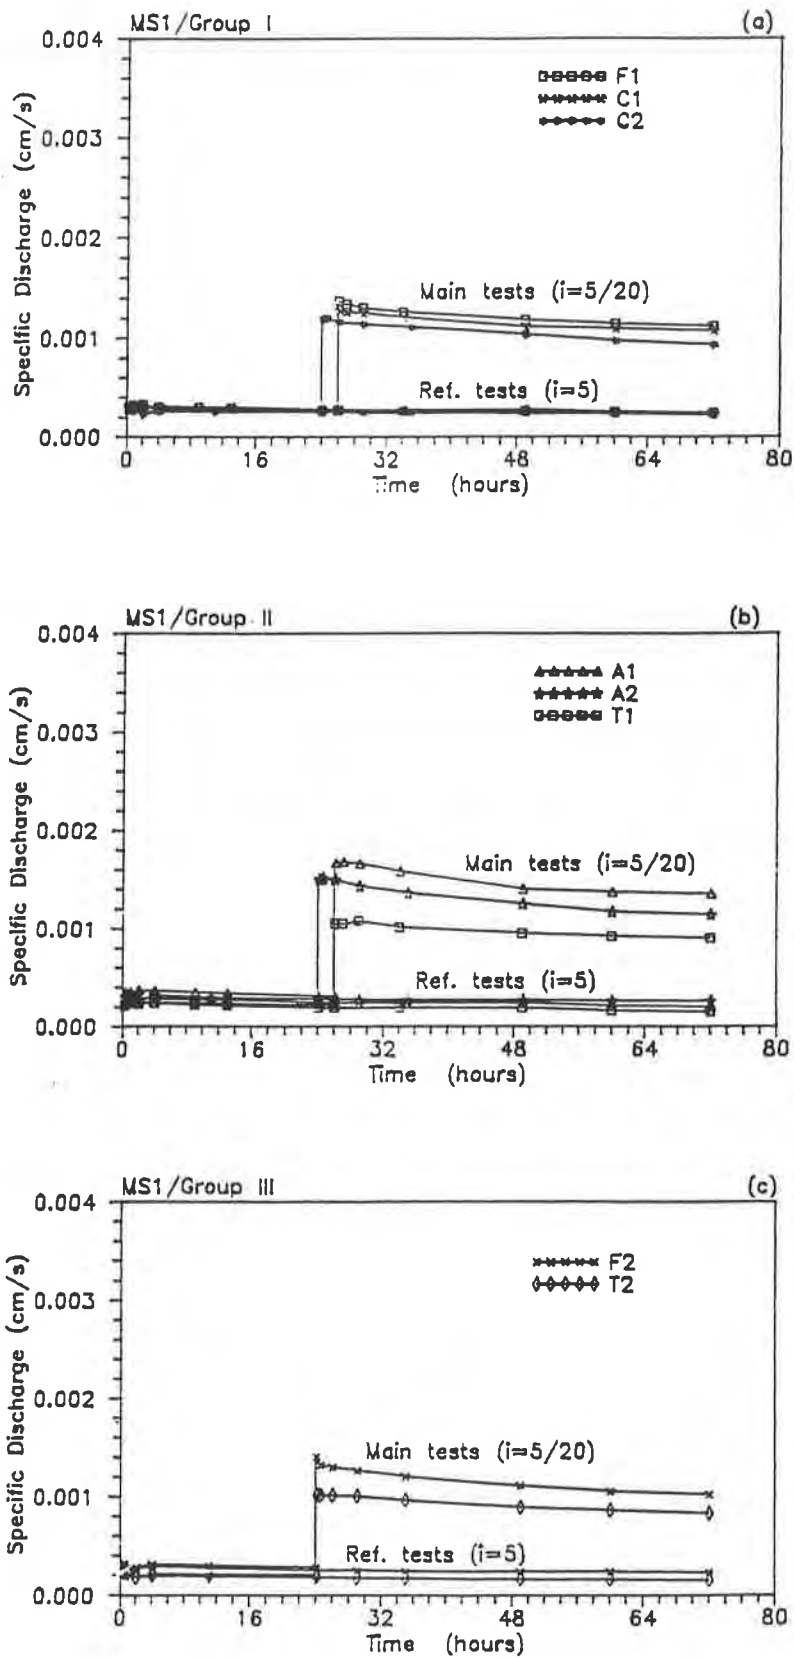 MS1/Group I (a)
0.004
F1
C1
C2
0.003
0.002
Main tests (i=5/20)
0.001
Ref. tests (i=5)
0.000
0 16 32 48 64 80
Time (hours)
Specific Discharge (cm/s)
MS1/Group II (b)
0.004
A1
A2
T1
0.003
0.002
Main tests (i=5/20)
0.001
Ref. tests (i=5)
0.000
0 16 32 48 64 80
Time (hours)
Specific Discharge (cm/s)
MS1/Group III (c)
0.004
F2
T2
0.003
0.002
Main tests (i=5/20)
0.001
Ref. tests (i=5)
0.000
0 16 32 48 64 80
Time (hours)
Specific Discharge (cm/s)